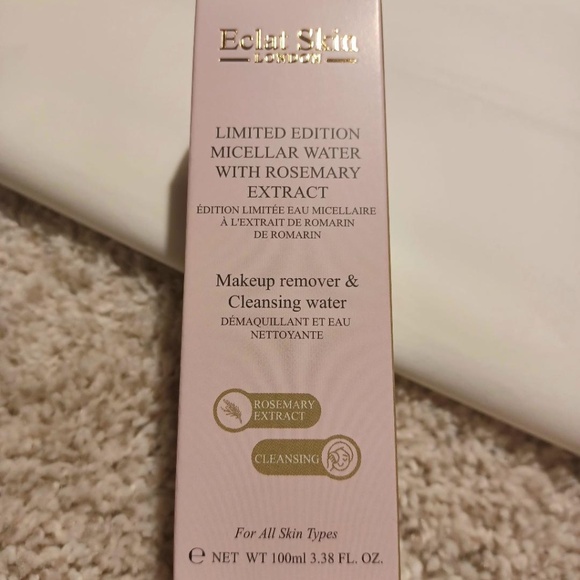 Eclat Skin
LONDON
LIMITED EDITION
MICELLAR WATER
WITH ROSEMARY
EXTRACT
ÉDITION LIMITÉE EAU MICELLAIRE
À L'EXTRAIT DE ROMARIN
DE ROMARIN
Makeup remover &
Cleansing water
DÉMAQUILLANT ET EAU
NETTOYANTE
ROSEMARY
EXTRACT
CLEANSING
For All Skin Types
℮ NET WT 100ml 3.38 FL. OZ.